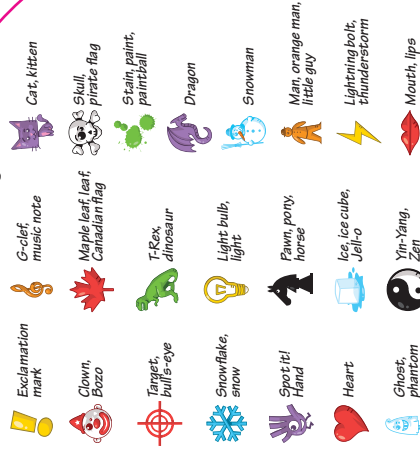 Exclamation
mark
Clown,
Bozo
Target,
bull's-eye
Snowflake,
snow
Spot it!
Hand
Heart
Ghost,
phantom
G-clef,
music note
Maple leaf, leaf,
Canadian flag
T-Rex,
dinosaur
Light bulb,
light
Pawn, pony,
horse
Ice, ice cube,
Jell-o
Yin-Yang,
Zen
Cat, kitten
Skull,
pirate flag
Stain, paint,
paintball
Dragon
Snowman
Man, orange man,
little guy
Lightning bolt,
thunderstorm
Mouth, lips